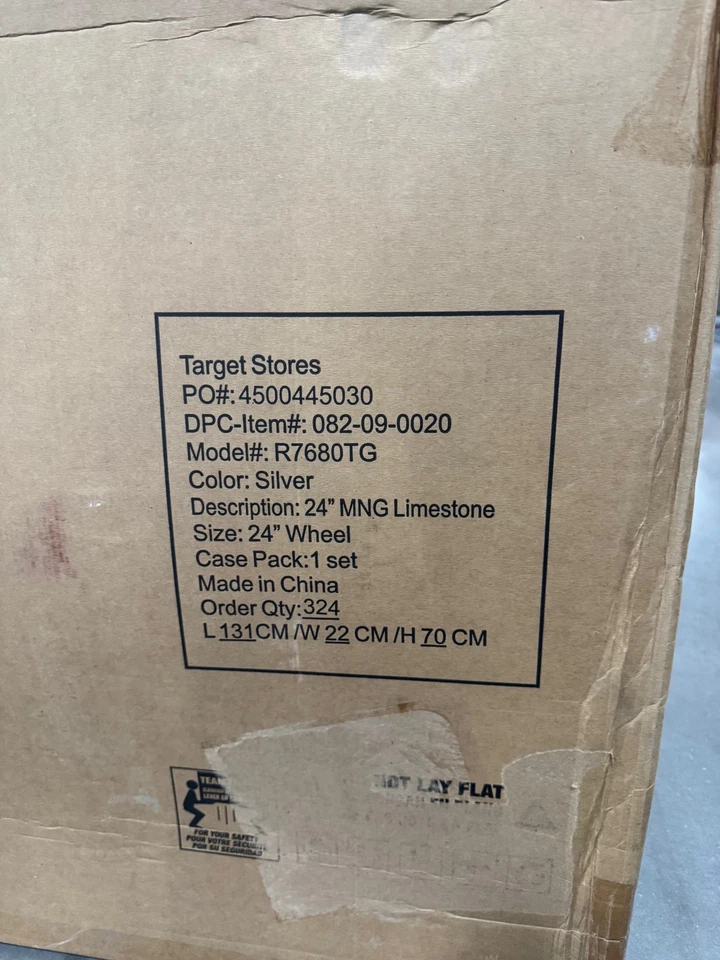 Target Stores
PO#: 4500445030
DPC-Item#: 082-09-0020
Model#: R7680TG
Color: Silver
Description: 24” MNG Limestone
Size: 24” Wheel
Case Pack:1 set
Made in China
Order Qty:324
L 131CM /W 22 CM /H 70 CM
TEAM
NOT LAY FLAT
FOR YOUR SAFETY
POUR VOTRE SECURITE
POR SU SEGURIDAD